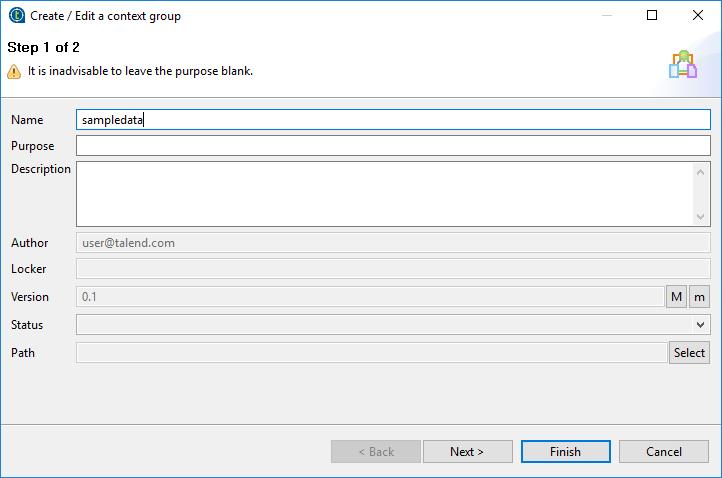 Create / Edit a context group
Step 1 of 2
It is inadvisable to leave the purpose blank.
Name sampledata
Purpose
Description
Author user@talend.com
Locker
Version 0.1 M m
Status
Path Select
< Back Next > Finish Cancel